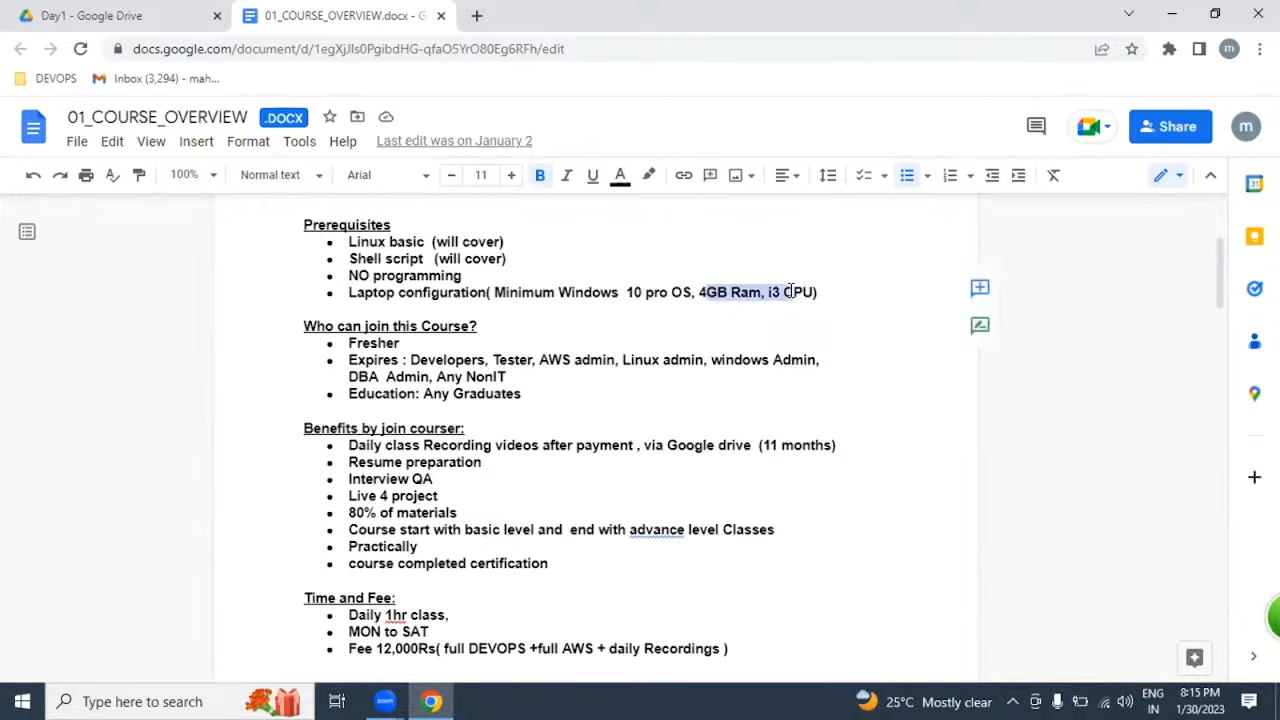 Day1 - Google Drive
01_COURSE_OVERVIEW.docx - G
docs.google.com/document/d/1egXjJIs0PgibdHG-qfaO5YrO80Eg6RFh/edit
m
DEVOPS
Inbox (3,294) - mah...
01_COURSE_OVERVIEW
.DOCX
Share
m
File Edit View Insert Format Tools Help Last edit was on January 2
100% Normal text Arial 11 B I U A
31
Prerequisites
• Linux basic (will cover)
• Shell script (will cover)
• NO programming
• Laptop configuration( Minimum Windows 10 pro OS, 4GB Ram, i3 CPU)
Who can join this Course?
• Fresher
• Expires : Developers, Tester, AWS admin, Linux admin, windows Admin,
DBA Admin, Any NonIT
• Education: Any Graduates
Benefits by join courser:
• Daily class Recording videos after payment , via Google drive (11 months)
• Resume preparation
• Interview QA
• Live 4 project
• 80% of materials
• Course start with basic level and end with advance level Classes
• Practically
• course completed certification
Time and Fee:
• Daily 1hr class,
• MON to SAT
• Fee 12,000Rs( full DEVOPS +full AWS + daily Recordings )
Type here to search
zoom
25°C Mostly clear
ENG
IN
8:15 PM
1/30/2023